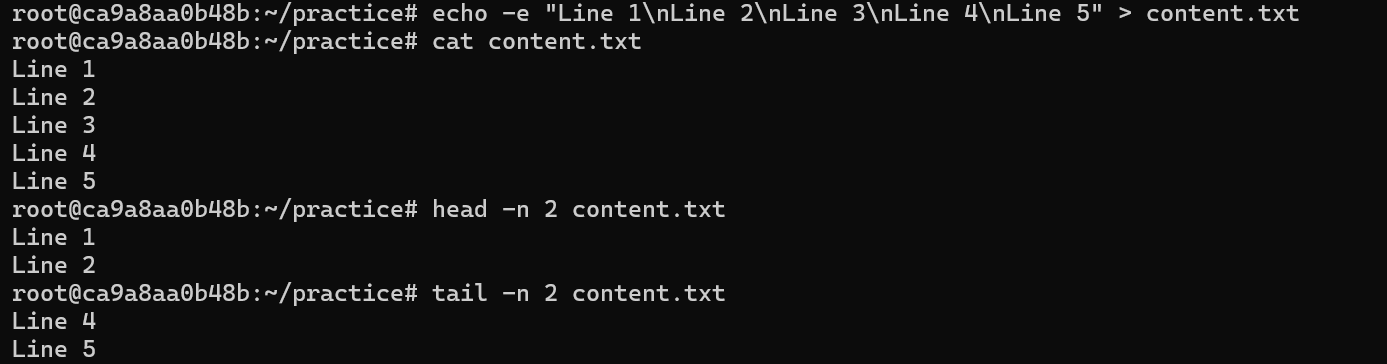 root@ca9a8aa0b48b:~/practice# echo -e "Line 1\nLine 2\nLine 3\nLine 4\nLine 5" > content.txt
root@ca9a8aa0b48b:~/practice# cat content.txt
Line 1
Line 2
Line 3
Line 4
Line 5
root@ca9a8aa0b48b:~/practice# head -n 2 content.txt
Line 1
Line 2
root@ca9a8aa0b48b:~/practice# tail -n 2 content.txt
Line 4
Line 5